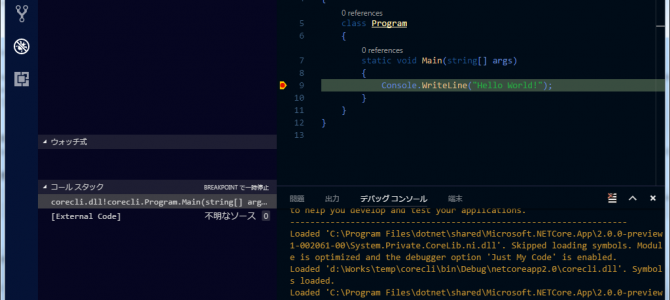 ウォッチ式
コール スタック BREAKPOINT で一時停止
corecli.dll!corecli.Program.Main(string[] arg…
[External Code] 不明なソース 0
{
0 references
5 class Program
6 {
0 references
7 static void Main(string[] args)
8 {
9 Console.WriteLine("Hello World!");
10 }
11 }
12 }
13
問題 出力 デバッグ コンソール 端末
to help you develop and test your applications.
-------------------------------------------------------------------
Loaded 'C:\Program Files\dotnet\shared\Microsoft.NETCore.App\2.0.0-preview
1-002061-00\System.Private.CoreLib.ni.dll'. Skipped loading symbols. Modul
e is optimized and the debugger option 'Just My Code' is enabled.
Loaded 'd:\Works\temp\corecli\bin\Debug\netcoreapp2.0\corecli.dll'. Symbol
s loaded.
Loaded 'C:\Program Files\dotnet\shared\Microsoft.NETCore.App\2.0.0-preview